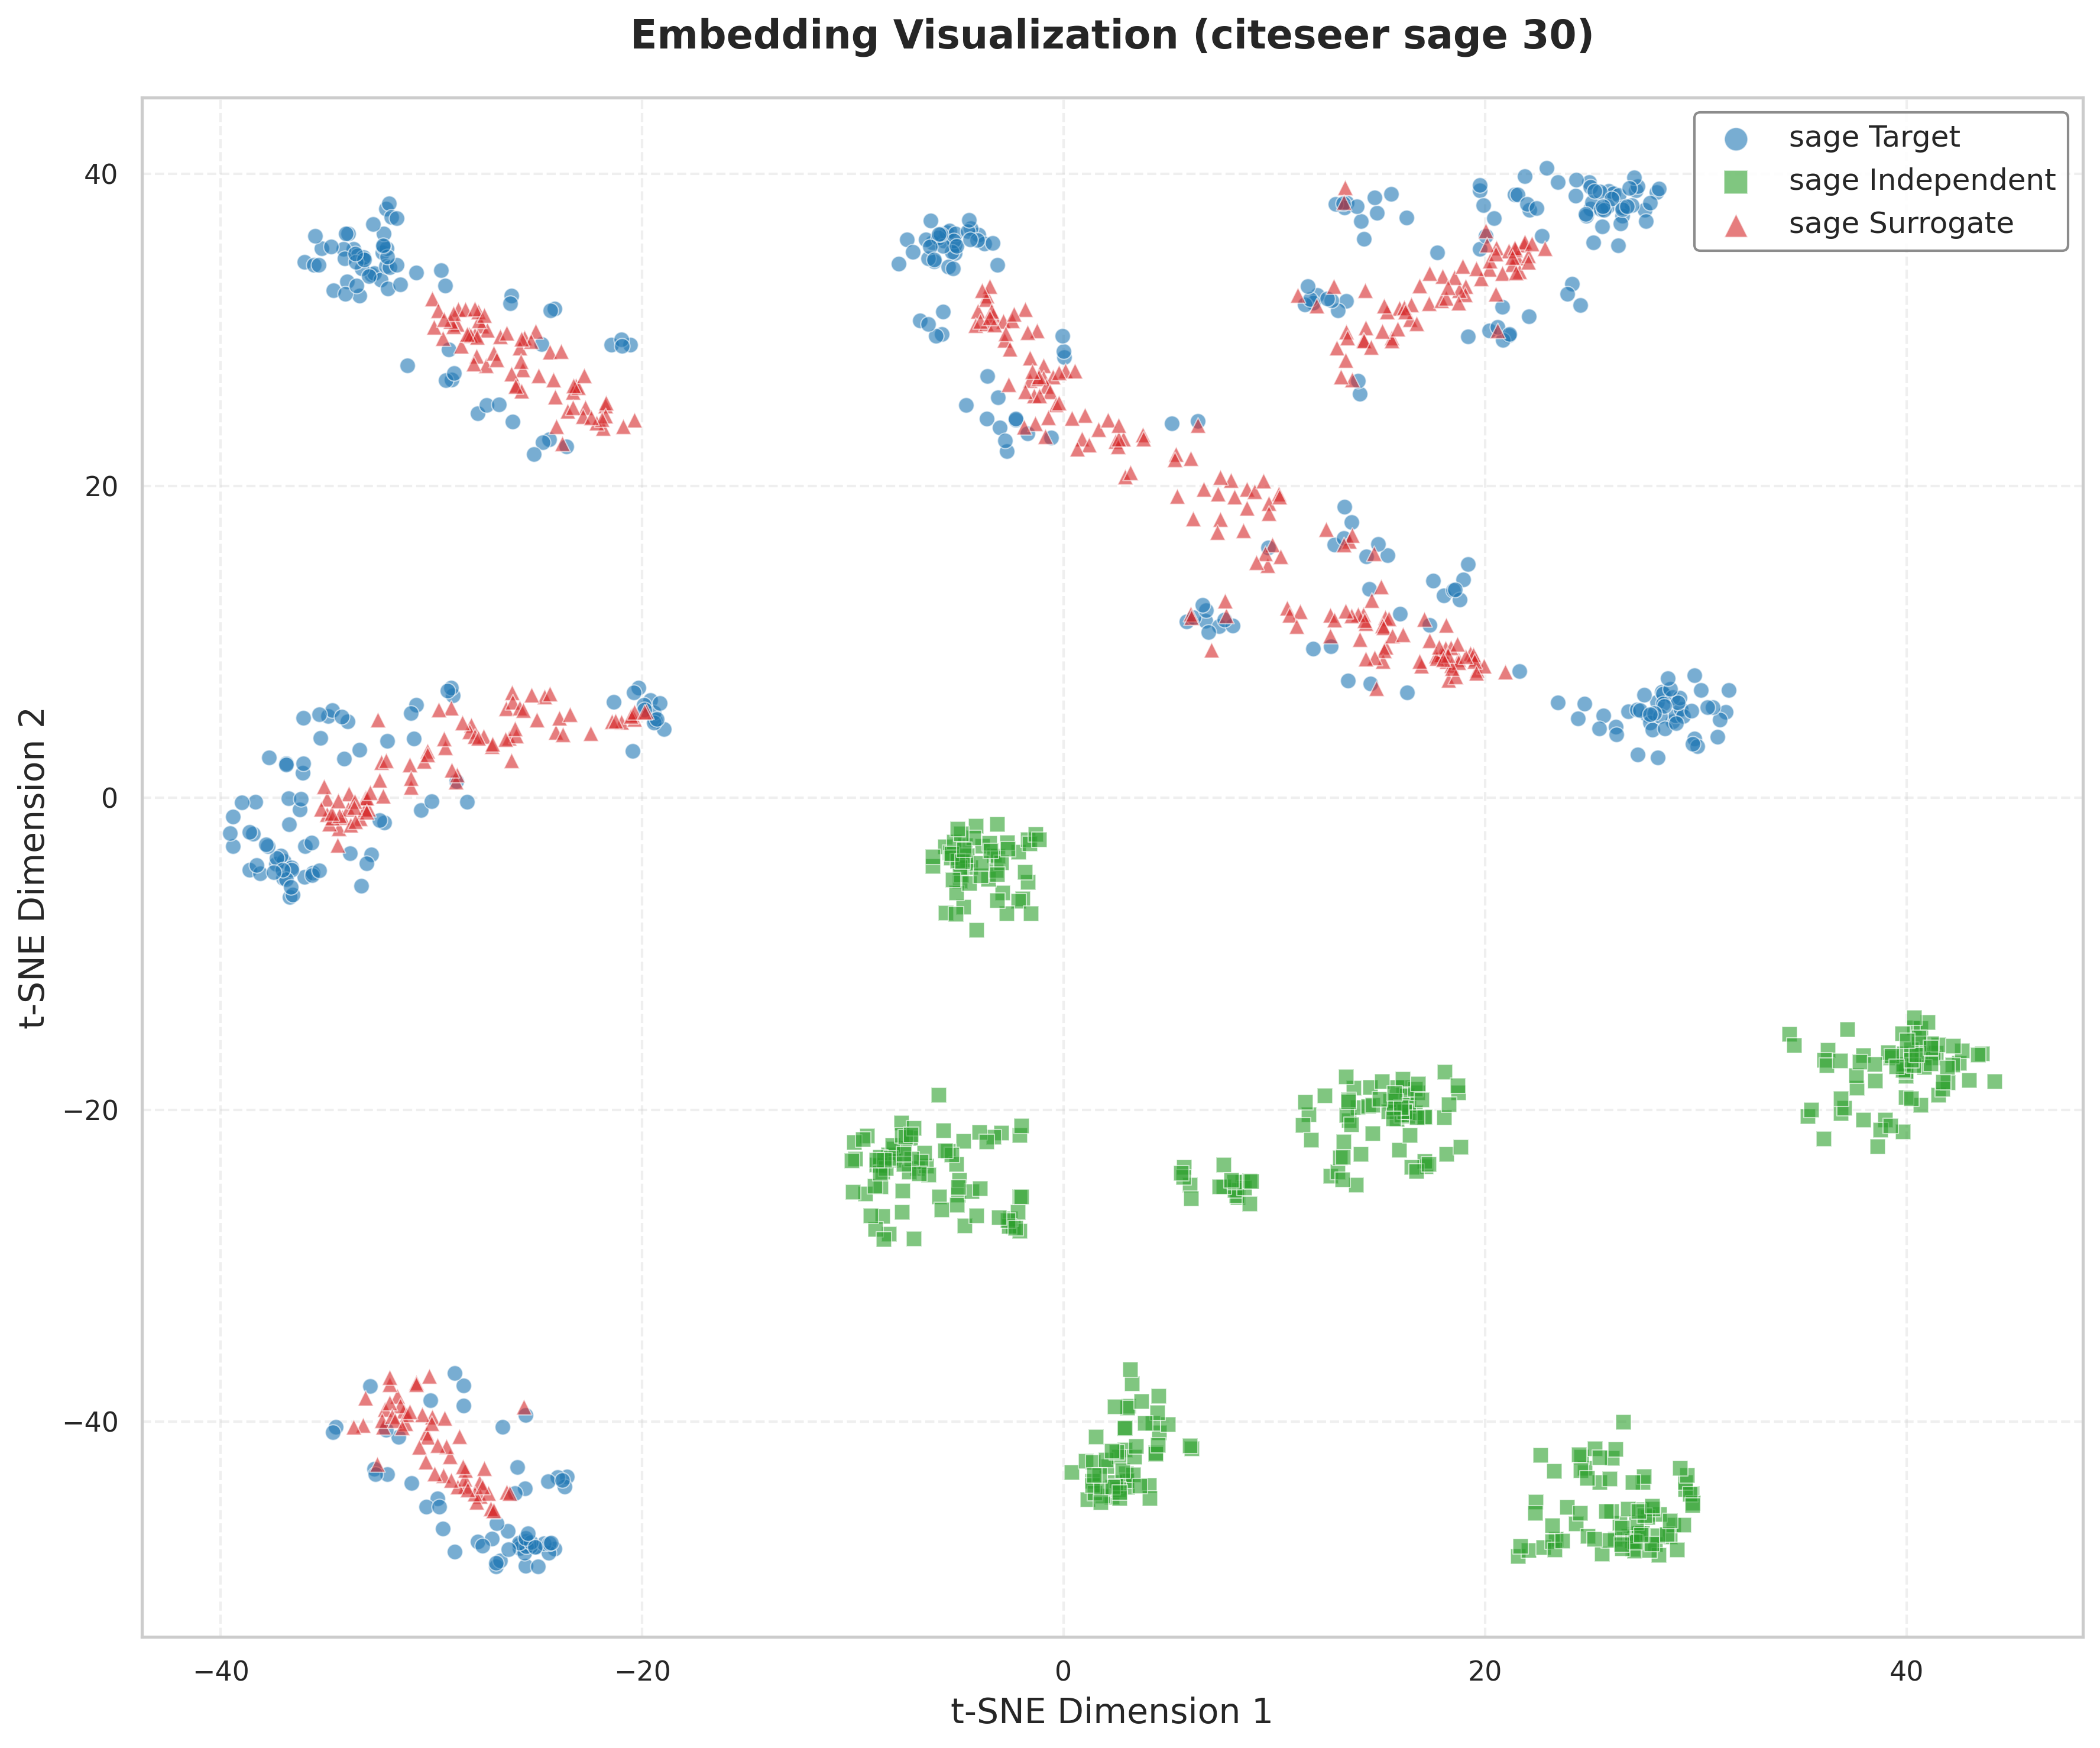 Embedding Visualization (citeseer sage 30)
sage Target
sage Independent
sage Surrogate
40
20
0
−20
−40
t-SNE Dimension 2
−40
−20
0
20
40
t-SNE Dimension 1